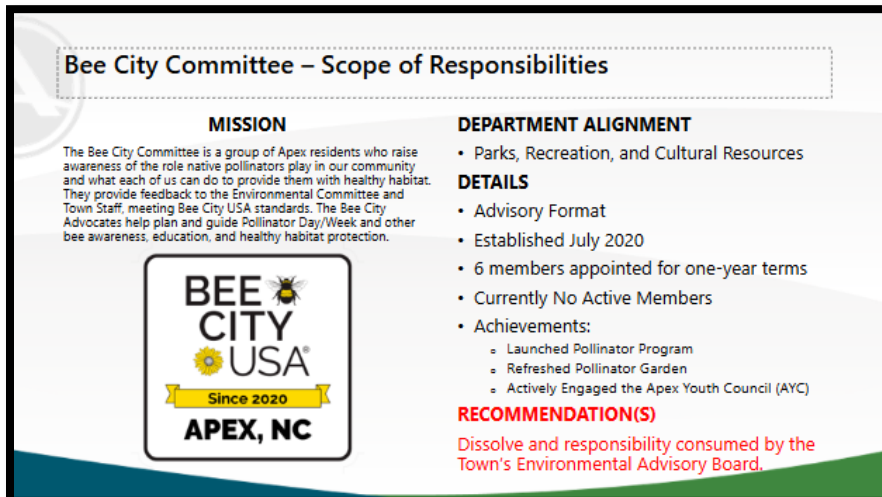 Bee City Committee – Scope of Responsibilities
MISSION
The Bee City Committee is a group of Apex residents who raise
awareness of the role native pollinators play in our community
and what each of us can do to provide them with healthy habitat.
They provide feedback to the Environmental Committee and
Town Staff, meeting Bee City USA standards. The Bee City
Advocates help plan and guide Pollinator Day/Week and other
bee awareness, education, and healthy habitat protection.
BEE
CITY
USA®
Since 2020
APEX, NC
DEPARTMENT ALIGNMENT
• Parks, Recreation, and Cultural Resources
DETAILS
• Advisory Format
• Established July 2020
• 6 members appointed for one-year terms
• Currently No Active Members
• Achievements:
▫ Launched Pollinator Program
▫ Refreshed Pollinator Garden
▫ Actively Engaged the Apex Youth Council (AYC)
RECOMMENDATION(S)
Dissolve and responsibility consumed by the
Town's Environmental Advisory Board.